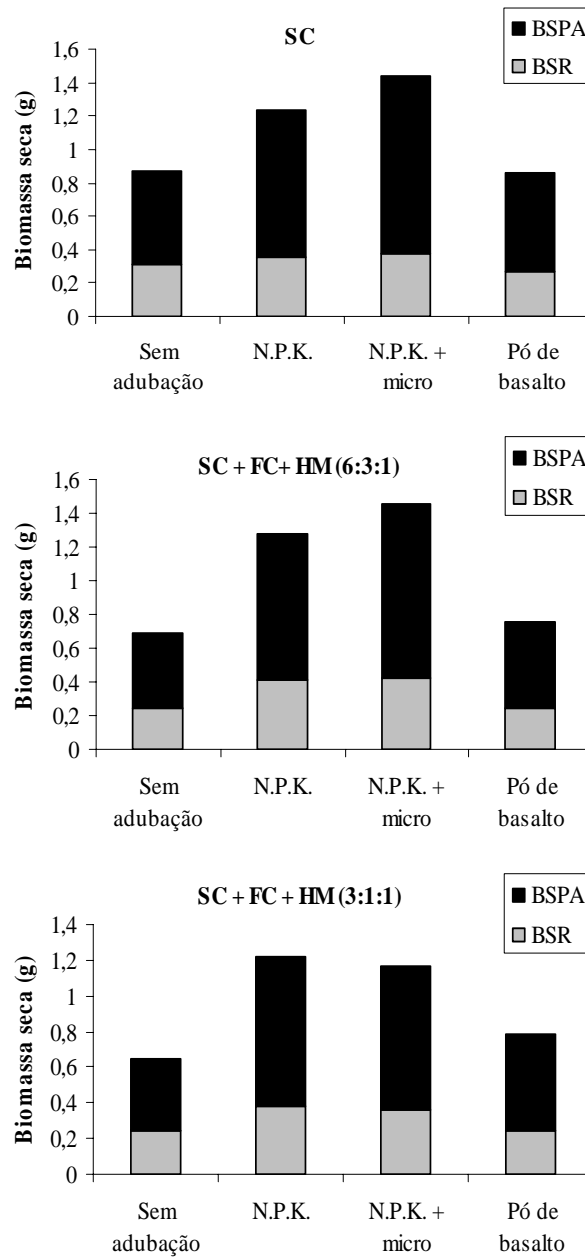 SC
BSPA
BSR
Biomassa seca (g)
1,6
1,4
1,2
1
0,8
0,6
0,4
0,2
0
Sem adubação
N.P.K.
N.P.K. + micro
Pó de basalto
SC + FC+ HM (6:3:1)
BSPA
BSR
Biomassa seca (g)
1,6
1,4
1,2
1
0,8
0,6
0,4
0,2
0
Sem adubação
N.P.K.
N.P.K. + micro
Pó de basalto
SC + FC + HM (3:1:1)
BSPA
BSR
Biomassa seca (g)
1,4
1,2
1
0,8
0,6
0,4
0,2
0
Sem adubação
N.P.K.
N.P.K. + micro
Pó de basalto